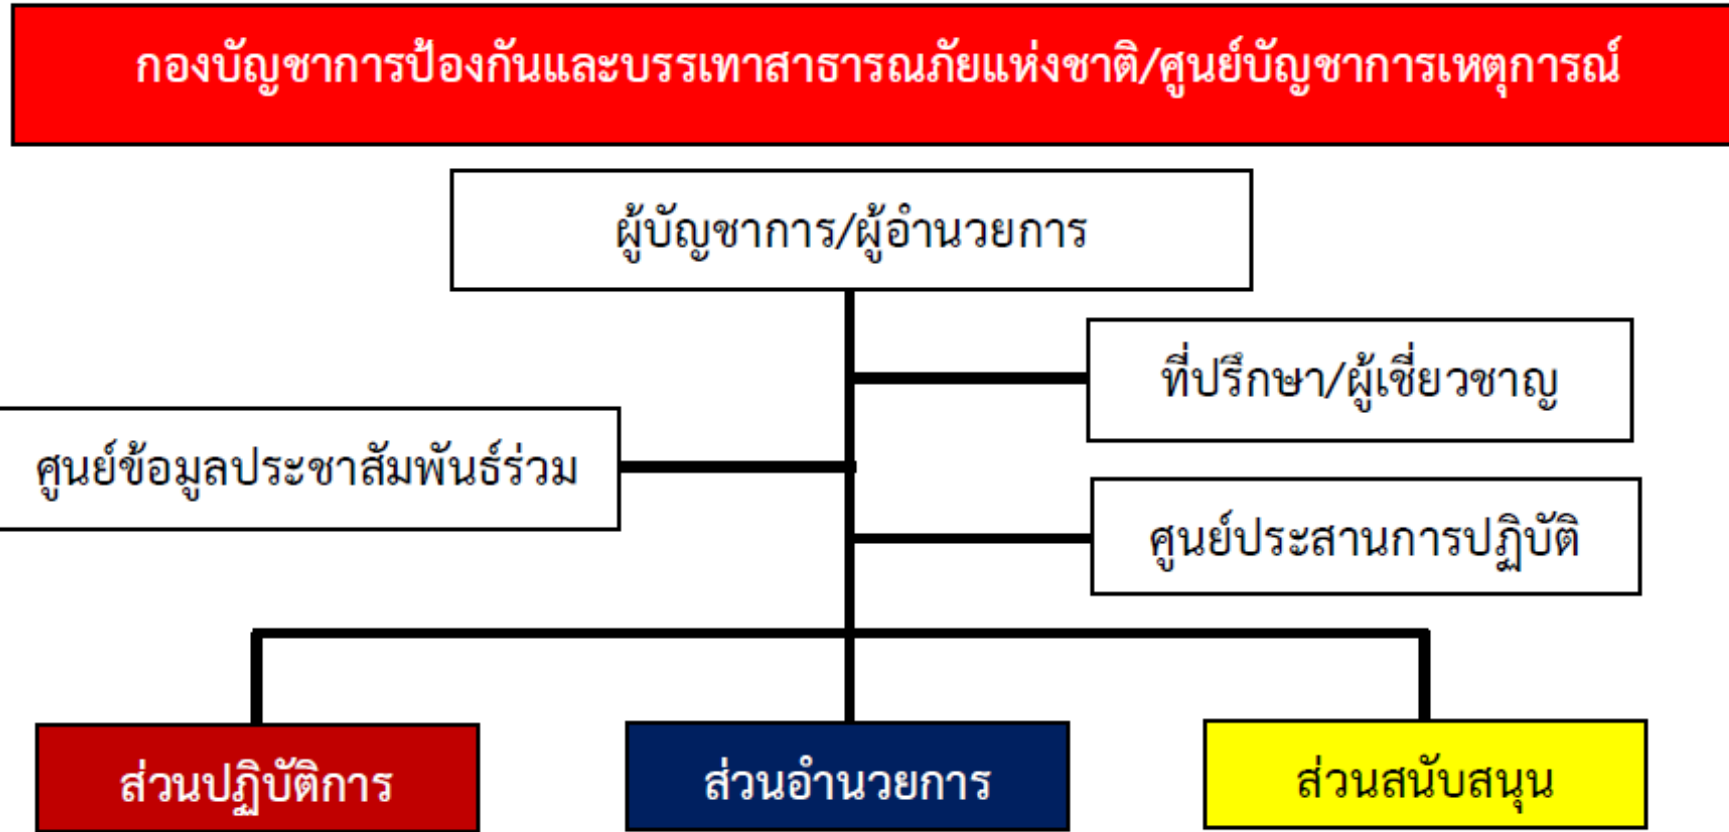 กองบัญชาการป้องกันและบรรเทาสาธารณภัยแห่งชาติ/ศูนย์บัญชาการเหตุการณ์
ผู้บัญชาการ/ผู้อำนวยการ
ที่ปรึกษา/ผู้เชี่ยวชาญ
ศูนย์ข้อมูลประชาสัมพันธ์ร่วม
ศูนย์ประสานการปฏิบัติ
ส่วนปฏิบัติการ
ส่วนอำนวยการ
ส่วนสนับสนุน